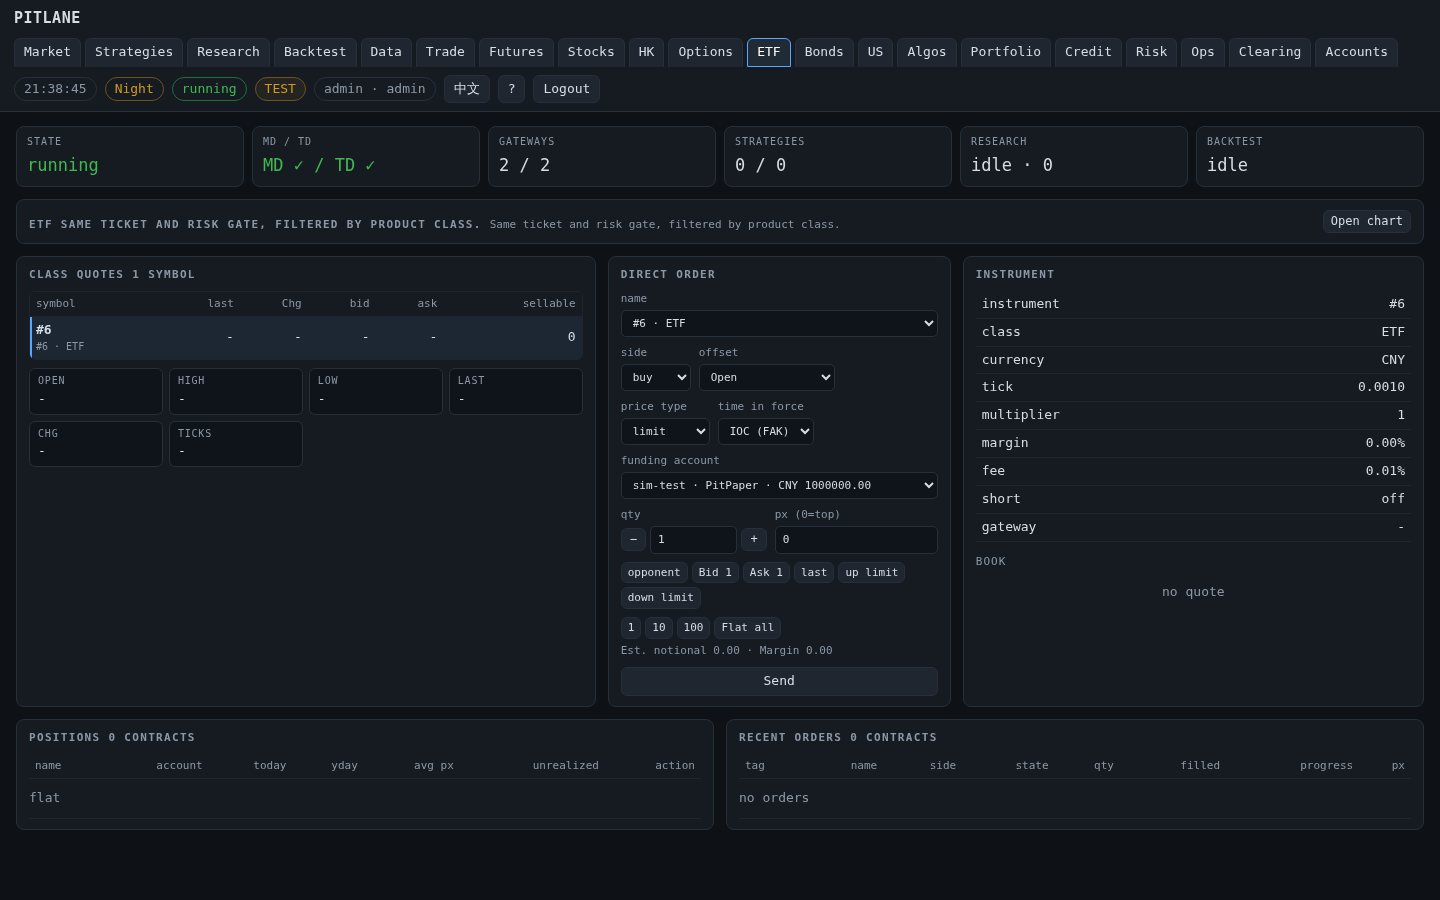 PITLANE
Market Strategies Research Backtest Data Trade Futures Stocks HK Options ETF Bonds US Algos Portfolio Credit Risk Ops Clearing Accounts
21:38:45 Night running TEST admin · admin 中文 ? Logout
STATE MD / TD GATEWAYS STRATEGIES RESEARCH BACKTEST
running MD ✓ / TD ✓ 2 / 2 0 / 0 idle · 0 idle
ETF SAME TICKET AND RISK GATE, FILTERED BY PRODUCT CLASS. Same ticket and risk gate, filtered by product class. Open chart
CLASS QUOTES 1 SYMBOL
symbol last Chg bid ask sellable
#6 - - - - 0
#6 · ETF
OPEN HIGH LOW LAST
- - - -
CHG TICKS
- -
DIRECT ORDER
name
#6 · ETF
side offset
buy Open
price type time in force
limit IOC (FAK)
funding account
sim-test · PitPaper · CNY 1000000.00
qty px (0=top)
− 1 + 0
opponent Bid 1 Ask 1 last up limit
down limit
1 10 100 Flat all
Est. notional 0.00 · Margin 0.00
Send
INSTRUMENT
instrument #6
class ETF
currency CNY
tick 0.0010
multiplier 1
margin 0.00%
fee 0.01%
short off
gateway -
BOOK
no quote
POSITIONS 0 CONTRACTS
name account today yday avg px unrealized action
flat
RECENT ORDERS 0 CONTRACTS
tag name side state qty filled progress px
no orders